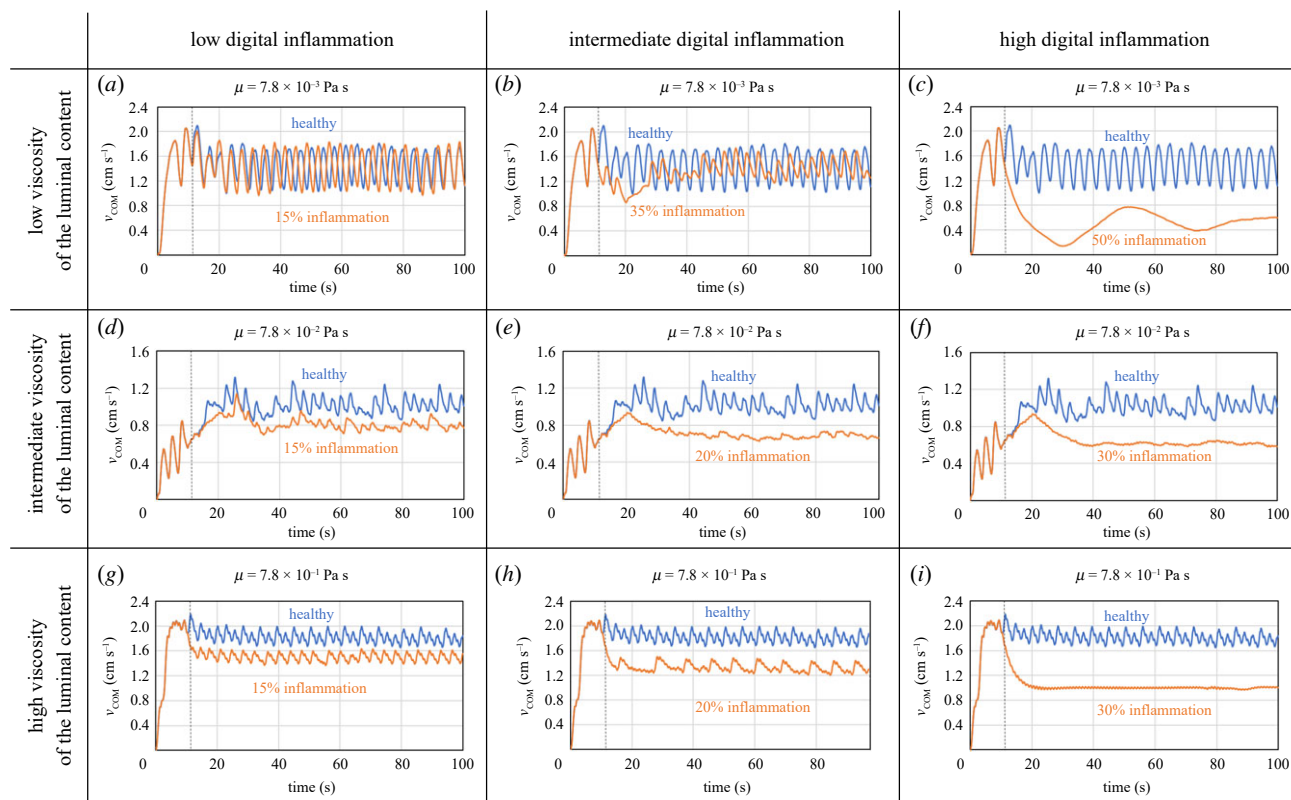 low digital inflammation
intermediate digital inflammation
high digital inflammation
low viscosity
of the luminal content
(a)
μ = 7.8 × 10⁻³ Pa s
2.4
2.0
1.6
1.2
0.8
0.4
0
v_COM (cm s⁻¹)
healthy
15% inflammation
20 40 60 80 100
time (s)
(b)
μ = 7.8 × 10⁻³ Pa s
2.4
2.0
1.6
1.2
0.8
0.4
0
v_COM (cm s⁻¹)
healthy
35% inflammation
20 40 60 80 100
time (s)
(c)
μ = 7.8 × 10⁻³ Pa s
2.4
2.0
1.6
1.2
0.8
0.4
0
v_COM (cm s⁻¹)
healthy
50% inflammation
20 40 60 80 100
time (s)
intermediate viscosity
of the luminal content
(d)
μ = 7.8 × 10⁻² Pa s
1.6
1.2
0.8
0.4
0
v_COM (cm s⁻¹)
healthy
15% inflammation
20 40 60 80 100
time (s)
(e)
μ = 7.8 × 10⁻² Pa s
1.6
1.2
0.8
0.4
0
v_COM (cm s⁻¹)
healthy
20% inflammation
20 40 60 80 100
time (s)
(f)
μ = 7.8 × 10⁻² Pa s
1.6
1.2
0.8
0.4
0
v_COM (cm s⁻¹)
healthy
30% inflammation
20 40 60 80 100
time (s)
high viscosity
of the luminal content
(g)
μ = 7.8 × 10⁻¹ Pa s
2.4
2.0
1.6
1.2
0.8
0.4
0
v_COM (cm s⁻¹)
healthy
15% inflammation
20 40 60 80 100
time (s)
(h)
μ = 7.8 × 10⁻¹ Pa s
2.4
2.0
1.6
1.2
0.8
0.4
0
v_COM (cm s⁻¹)
healthy
20% inflammation
20 40 60 80
time (s)
(i)
μ = 7.8 × 10⁻¹ Pa s
2.4
2.0
1.6
1.2
0.8
0.4
0
v_COM (cm s⁻¹)
healthy
30% inflammation
20 40 60 80 100
time (s)